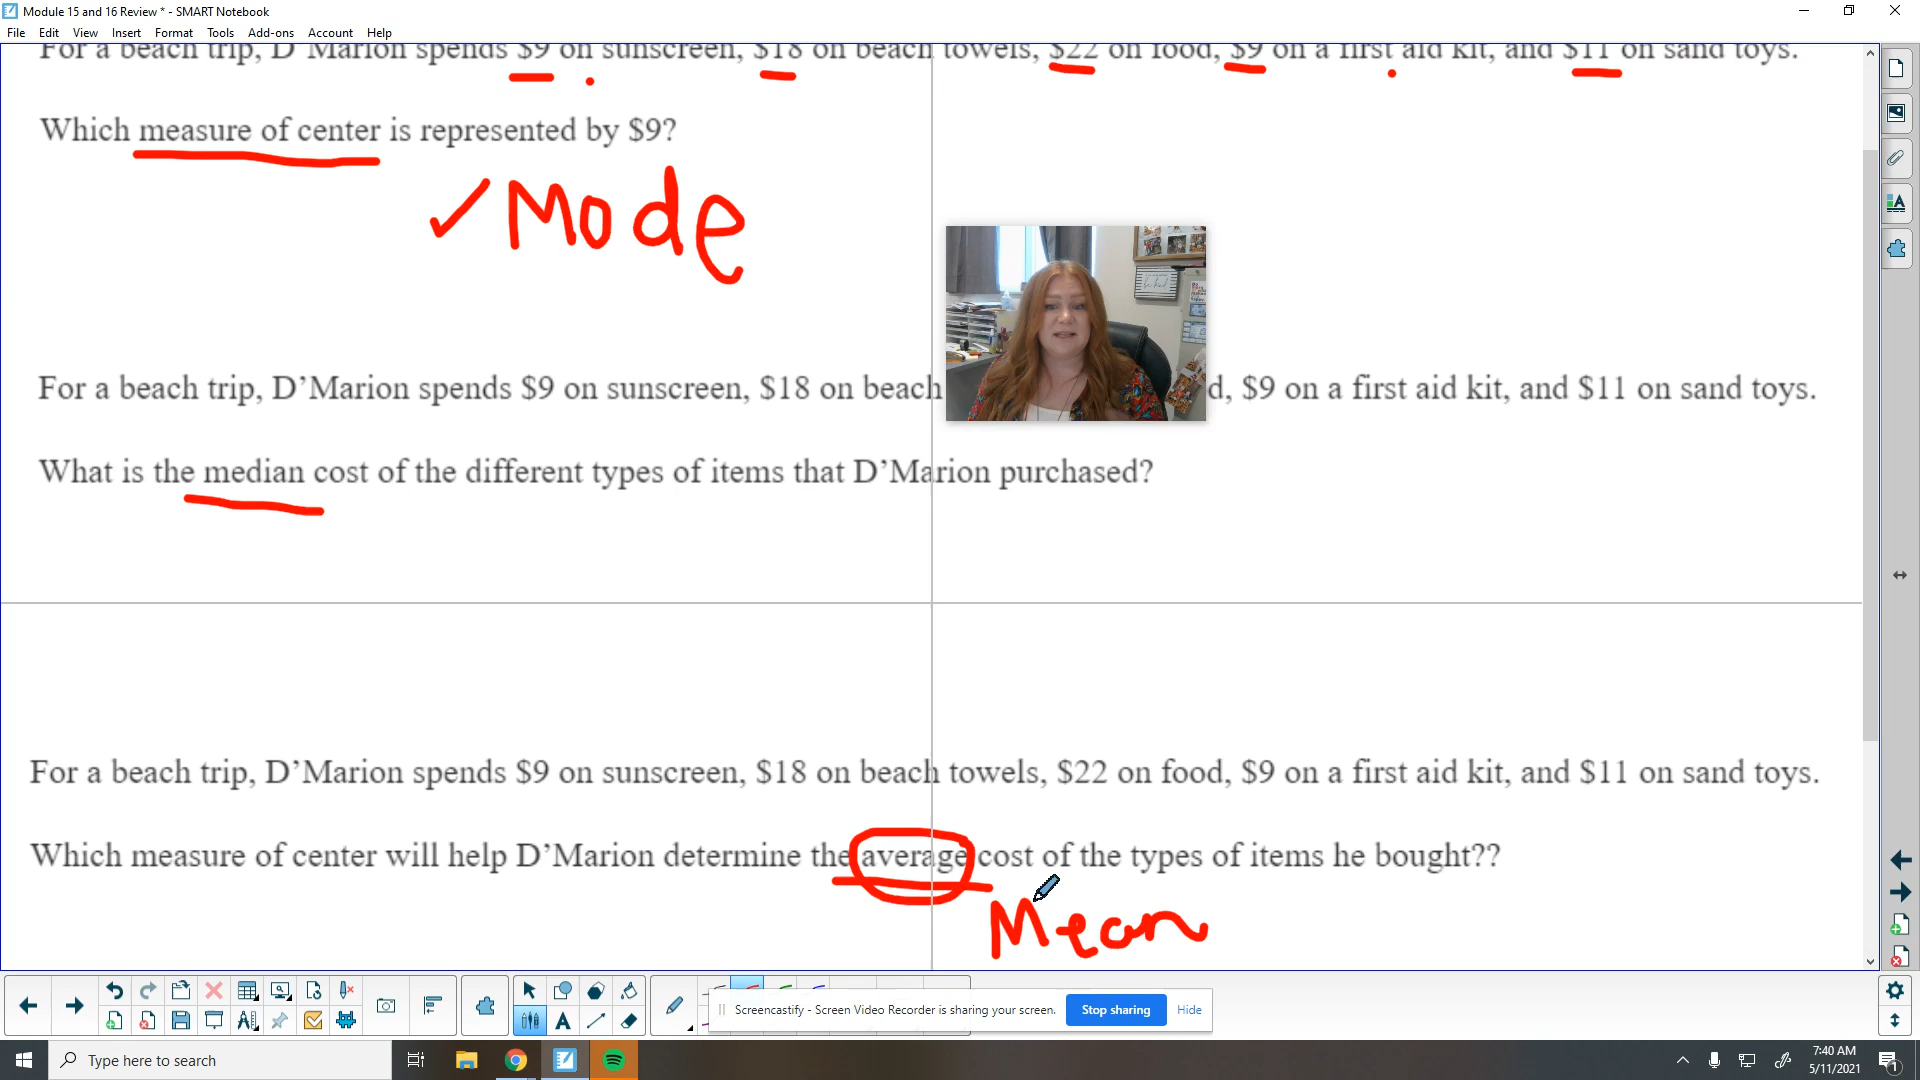 Module 15 and 16 Review * - SMART Notebook
File Edit View Insert Format Tools Add-ons Account Help
For a beach trip, D'Marion spends $9 on sunscreen, $18 on beach towels, $22 on food, $9 on a first aid kit, and $11 on sand toys.
Which measure of center is represented by $9?
✓ Mode
For a beach trip, D'Marion spends $9 on sunscreen, $18 on beach d, $9 on a first aid kit, and $11 on sand toys.
What is the median cost of the different types of items that D'Marion purchased?
For a beach trip, D'Marion spends $9 on sunscreen, $18 on beach towels, $22 on food, $9 on a first aid kit, and $11 on sand toys.
Which measure of center will help D'Marion determine the average cost of the types of items he bought??
Mean
Screencastify - Screen Video Recorder is sharing your screen. Stop sharing Hide
Type here to search
7:40 AM
5/11/2021